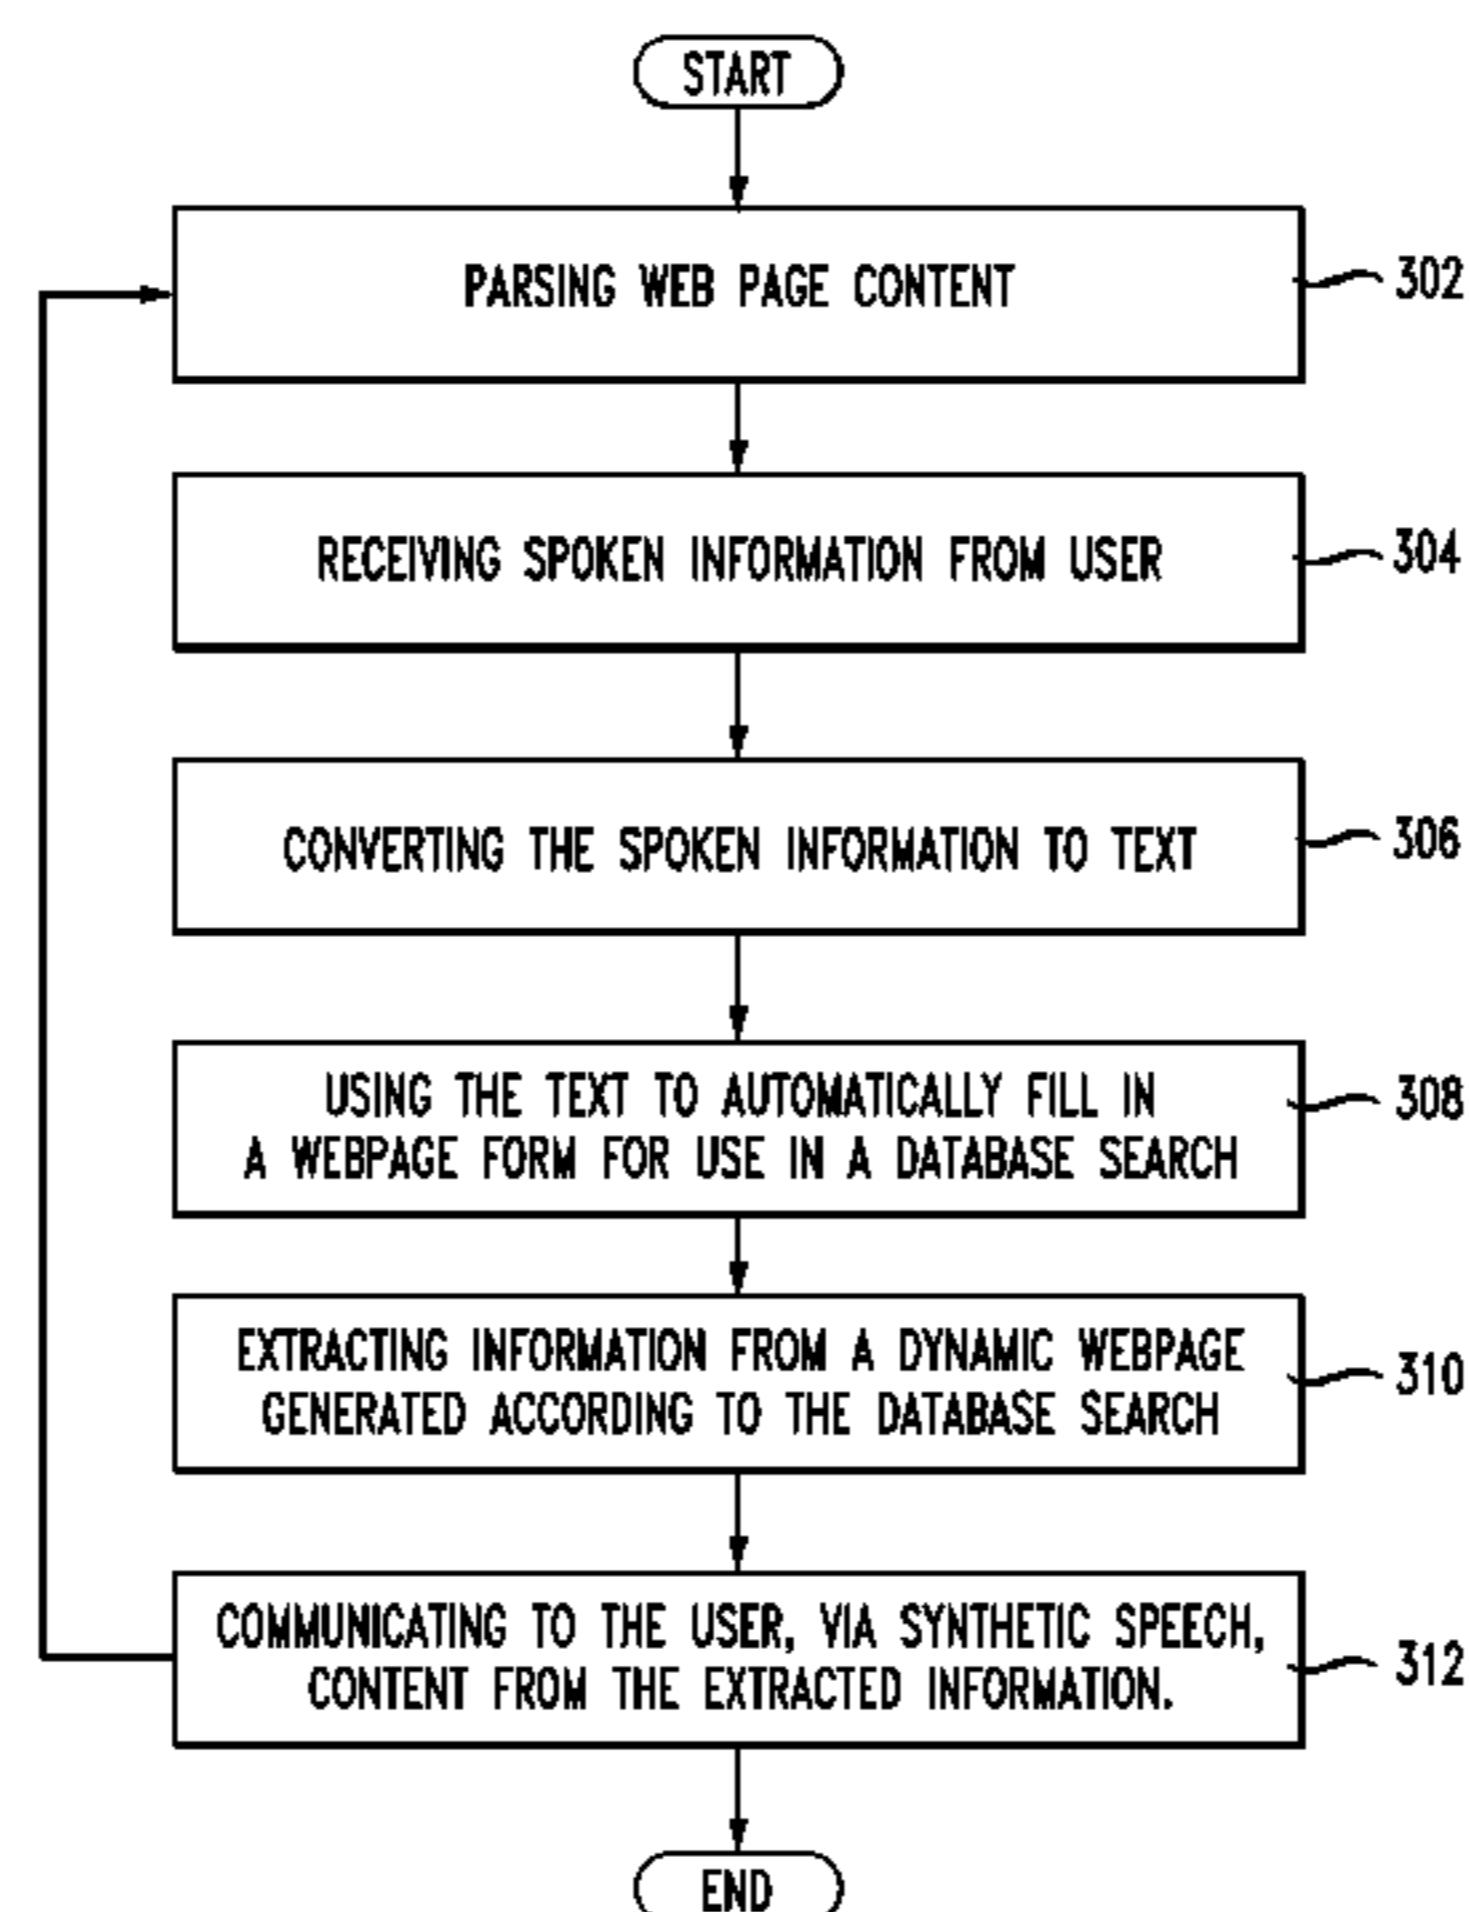 START
PARSING WEB PAGE CONTENT
302
RECEIVING SPOKEN INFORMATION FROM USER
304
CONVERTING THE SPOKEN INFORMATION TO TEXT
306
USING THE TEXT TO AUTOMATICALLY FILL IN
A WEBPAGE FORM FOR USE IN A DATABASE SEARCH
308
EXTRACTING INFORMATION FROM A DYNAMIC WEBPAGE
GENERATED ACCORDING TO THE DATABASE SEARCH
310
COMMUNICATING TO THE USER, VIA SYNTHETIC SPEECH,
CONTENT FROM THE EXTRACTED INFORMATION.
312
END